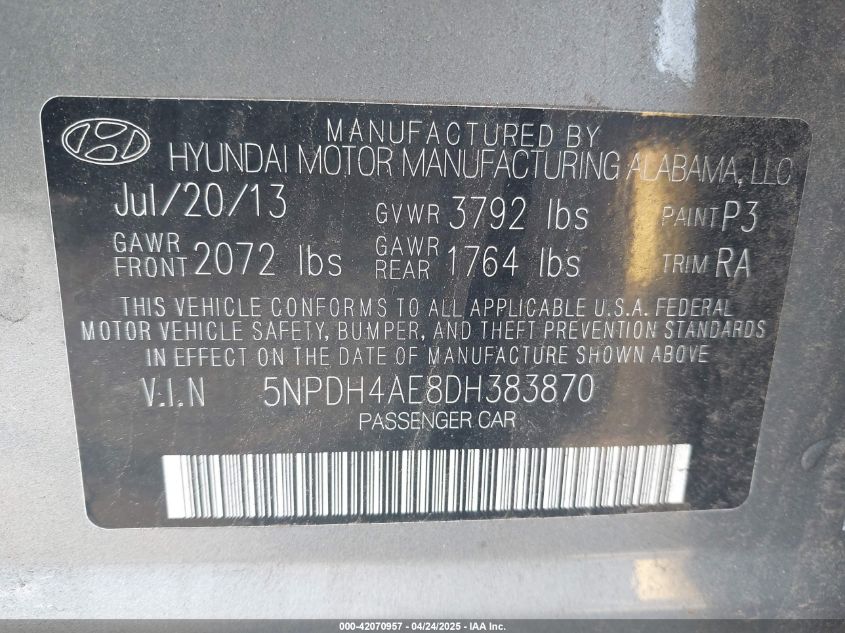 MANUFACTURED BY
HYUNDAI MOTOR MANUFACTURING ALABAMA, LLC
Jul/20/13 GVWR 3792 lbs PAINT P3
GAWR FRONT 2072 lbs GAWR REAR 1764 lbs TRIM RA
THIS VEHICLE CONFORMS TO ALL APPLICABLE U.S.A. FEDERAL
MOTOR VEHICLE SAFETY, BUMPER, AND THEFT PREVENTION STANDARDS
IN EFFECT ON THE DATE OF MANUFACTURE SHOWN ABOVE
V.I.N 5NPDH4AE8DH383870
PASSENGER CAR
000-42070957 - 04/24/2025 - IAA Inc.